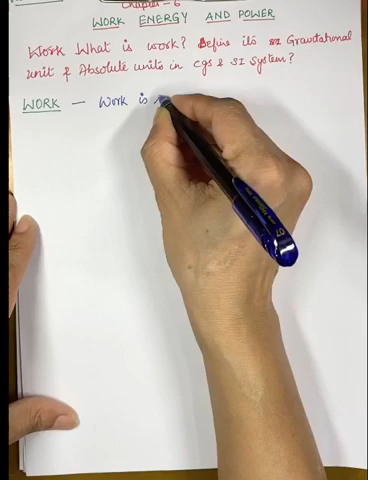 Chapter - 6
WORK ENERGY AND POWER
Work What is work? Define its SI Gravitational
unit & Absolute units in cgs & SI System?
WORK - Work is